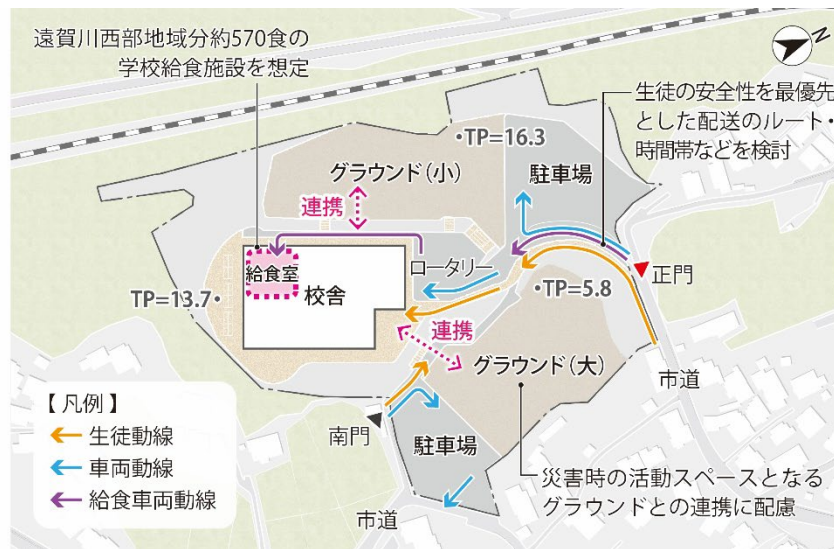 遠賀川西部地域分約570食の
学校給食施設を想定
N
生徒の安全性を最優先
とした配送のルート・
時間帯などを検討
・TP=16.3
グラウンド(小)
駐車場
連携
ロータリー
給食室
校舎
正門
TP=13.7・
・TP=5.8
連携
グラウンド(大)
市道
【凡例】
生徒動線
車両動線
給食車両動線
南門
駐車場
市道
災害時の活動スペースとなる
グラウンドとの連携に配慮